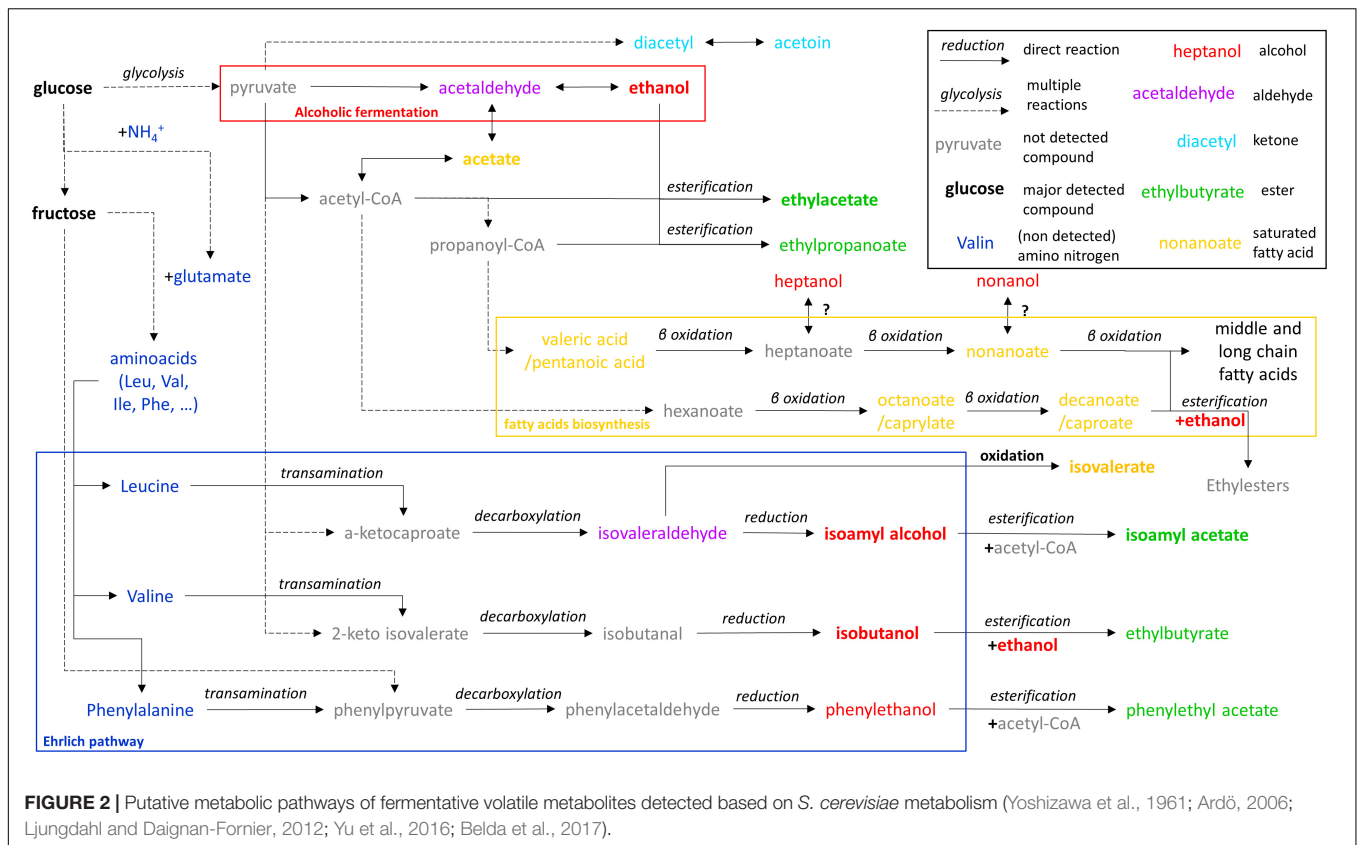 diacetyl
acetoin
glucose
glycolysis
pyruvate
acetaldehyde
ethanol
Alcoholic fermentation
+NH₄⁺
acetate
fructose
acetyl-CoA
esterification
ethylacetate
propanoyl-CoA
esterification
ethylpropanoate
+glutamate
reduction
direct reaction
heptanol
alcohol
glycolysis
multiple
reactions
acetaldehyde
aldehyde
pyruvate
not detected
compound
diacetyl
ketone
glucose
major detected
compound
ethylbutyrate
ester
Valin
(non detected)
amino nitrogen
nonanoate
saturated
fatty acid
heptanol
nonanol
?
?
aminoacids
(Leu, Val,
Ile, Phe, ...)
valeric acid
/pentanoic acid
β oxidation
heptanoate
β oxidation
nonanoate
β oxidation
middle and
long chain
fatty acids
hexanoate
β oxidation
octanoate
/caprylate
β oxidation
decanoate
/caproate
esterification
+ethanol
fatty acids biosynthesis
oxidation
isovalerate
Ethylesters
Leucine
transamination
a-ketocaproate
decarboxylation
isovaleraldehyde
reduction
isoamyl alcohol
esterification
+acetyl-CoA
isoamyl acetate
Valine
transamination
2-keto isovalerate
decarboxylation
isobutanal
reduction
isobutanol
esterification
+ethanol
ethylbutyrate
Phenylalanine
transamination
phenylpyruvate
decarboxylation
phenylacetaldehyde
reduction
phenylethanol
esterification
+acetyl-CoA
phenylethyl acetate
Ehrlich pathway
FIGURE 2 | Putative metabolic pathways of fermentative volatile metabolites detected based on S. cerevisiae metabolism (Yoshizawa et al., 1961; Ardö, 2006;
Ljungdahl and Daignan-Fornier, 2012; Yu et al., 2016; Belda et al., 2017).